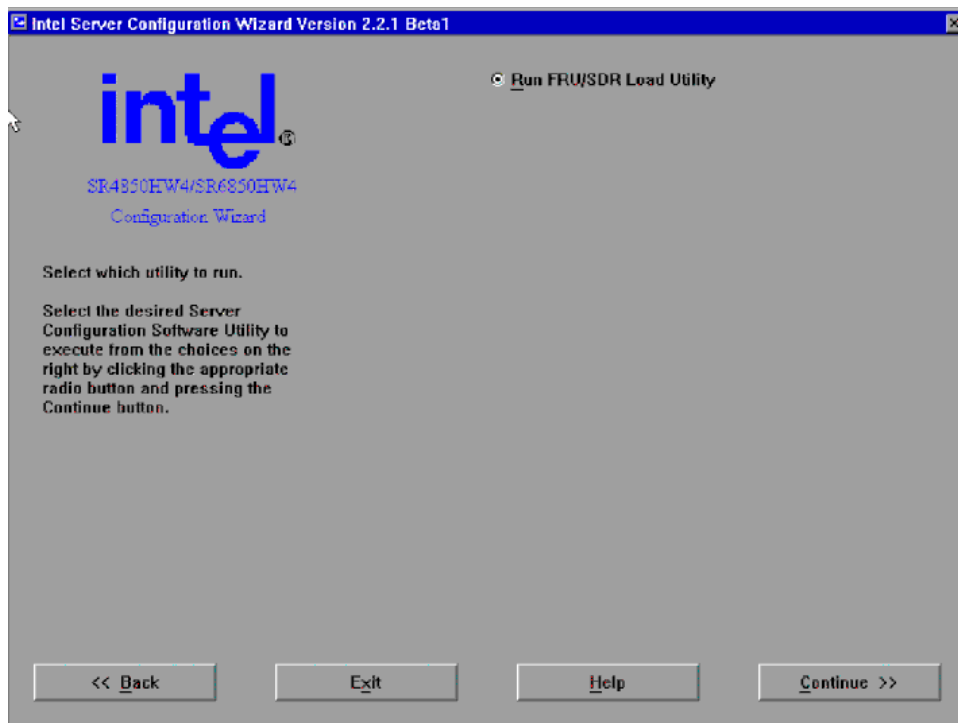 Intel Server Configuration Wizard Version 2.2.1 Beta1
intel®
SR4850HW4/SR6850HW4
Configuration Wizard
Select which utility to run.
Select the desired Server
Configuration Software Utility to
execute from the choices on the
right by clicking the appropriate
radio button and pressing the
Continue button.
Run FRU/SDR Load Utility
<< Back
Exit
Help
Continue >>